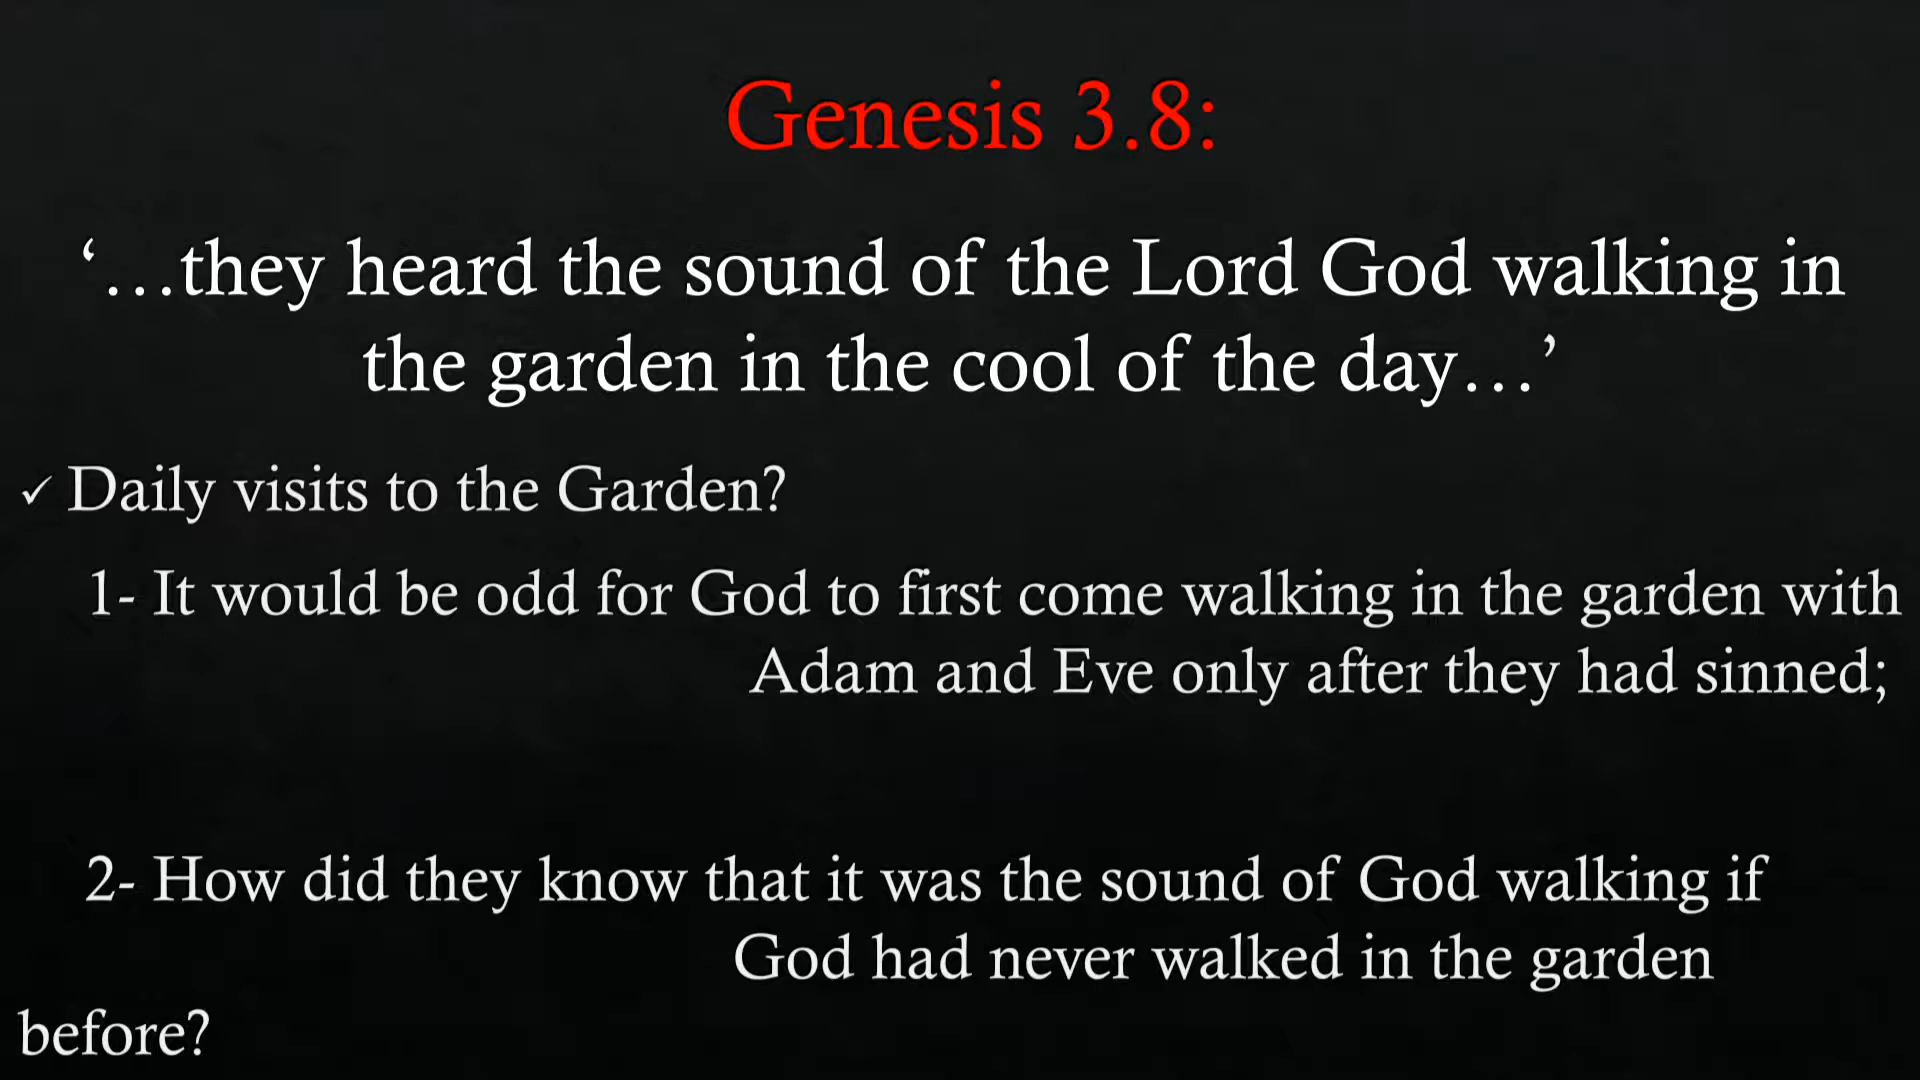 Genesis 3.8:
‘…they heard the sound of the Lord God walking in
the garden in the cool of the day…’
✓ Daily visits to the Garden?
1- It would be odd for God to first come walking in the garden with
Adam and Eve only after they had sinned;
2- How did they know that it was the sound of God walking if
God had never walked in the garden
before?